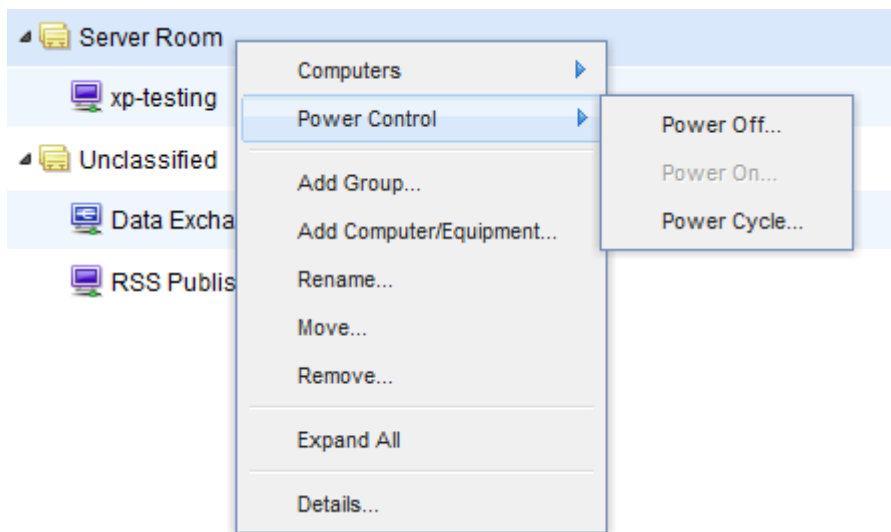 Server Room
xp-testing
Unclassified
Data Excha
RSS Publis
Computers
Power Control
Add Group...
Add Computer/Equipment...
Rename...
Move...
Remove...
Expand All
Details...
Power Off...
Power On...
Power Cycle...